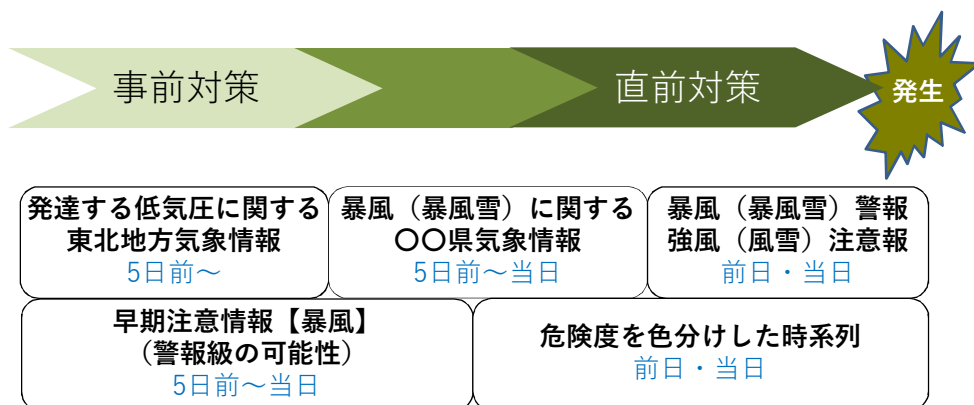 事前対策
直前対策
発生
発達する低気圧に関する
東北地方気象情報
5日前～
暴風（暴風雪）に関する
〇〇県気象情報
5日前～当日
暴風（暴風雪）警報
強風（風雪）注意報
前日・当日
早期注意情報【暴風】
（警報級の可能性）
5日前～当日
危険度を色分けした時系列
前日・当日